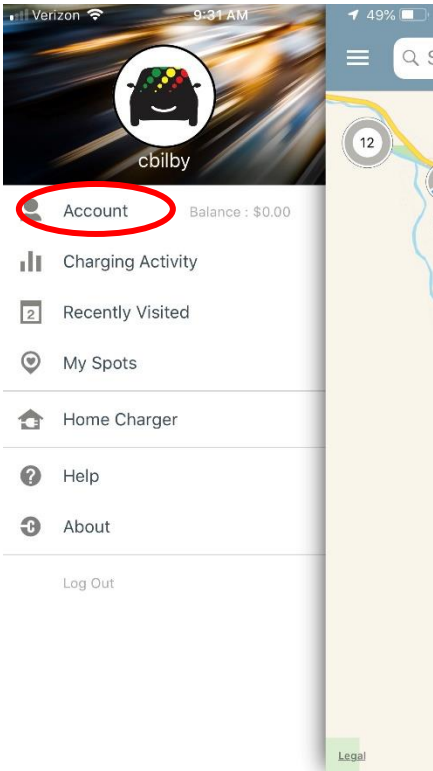 Verizon 9:31 AM 49%
S
cbilby
12
Account Balance : $0.00
Charging Activity
2 Recently Visited
My Spots
Home Charger
? Help
About
Log Out
Legal